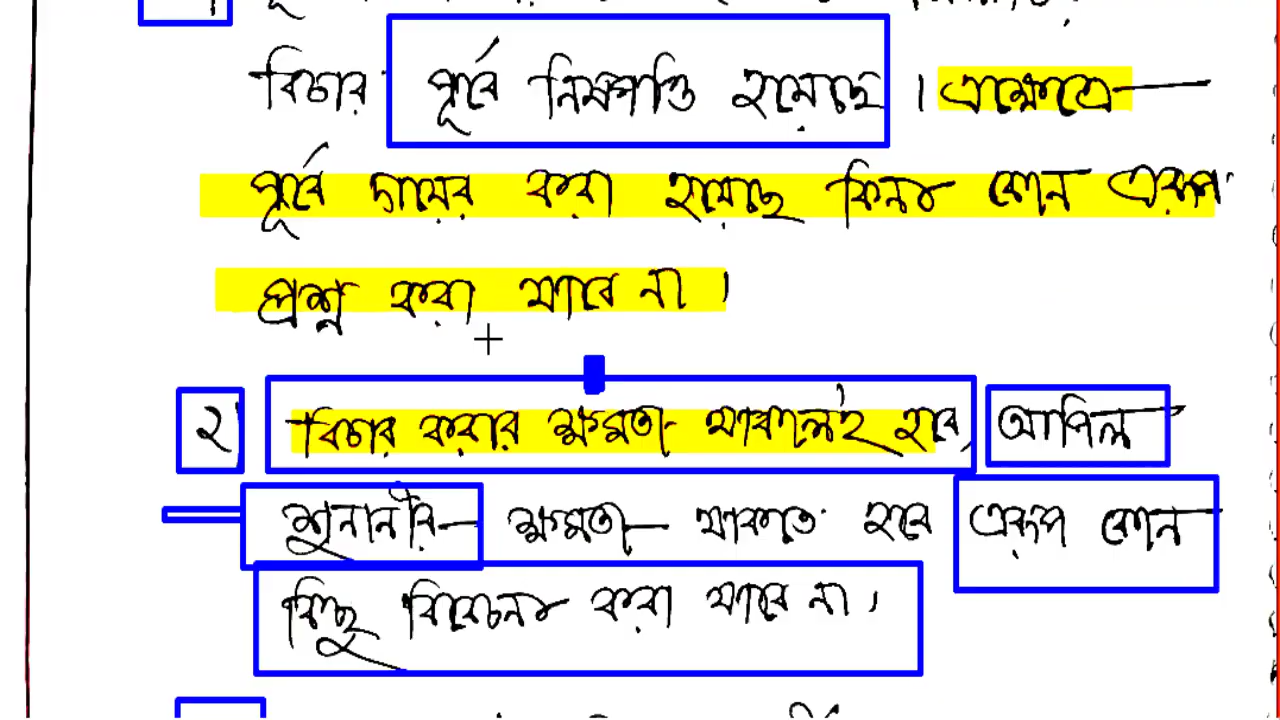 বিচার পূর্বে নিষ্পত্তি হয়েছে। এক্ষেত্রে
পূর্বে দায়ের করা হয়েছে কিনা কোন এরূপ
প্রশ্ন করা যাবে না।
২) বিচার করার ক্ষমতা থাকলেই হবে, আপিল
শুনানীর ক্ষমতা থাকতে হবে এরূপ কোন
কিছু বিবেচনা করা যাবে না।